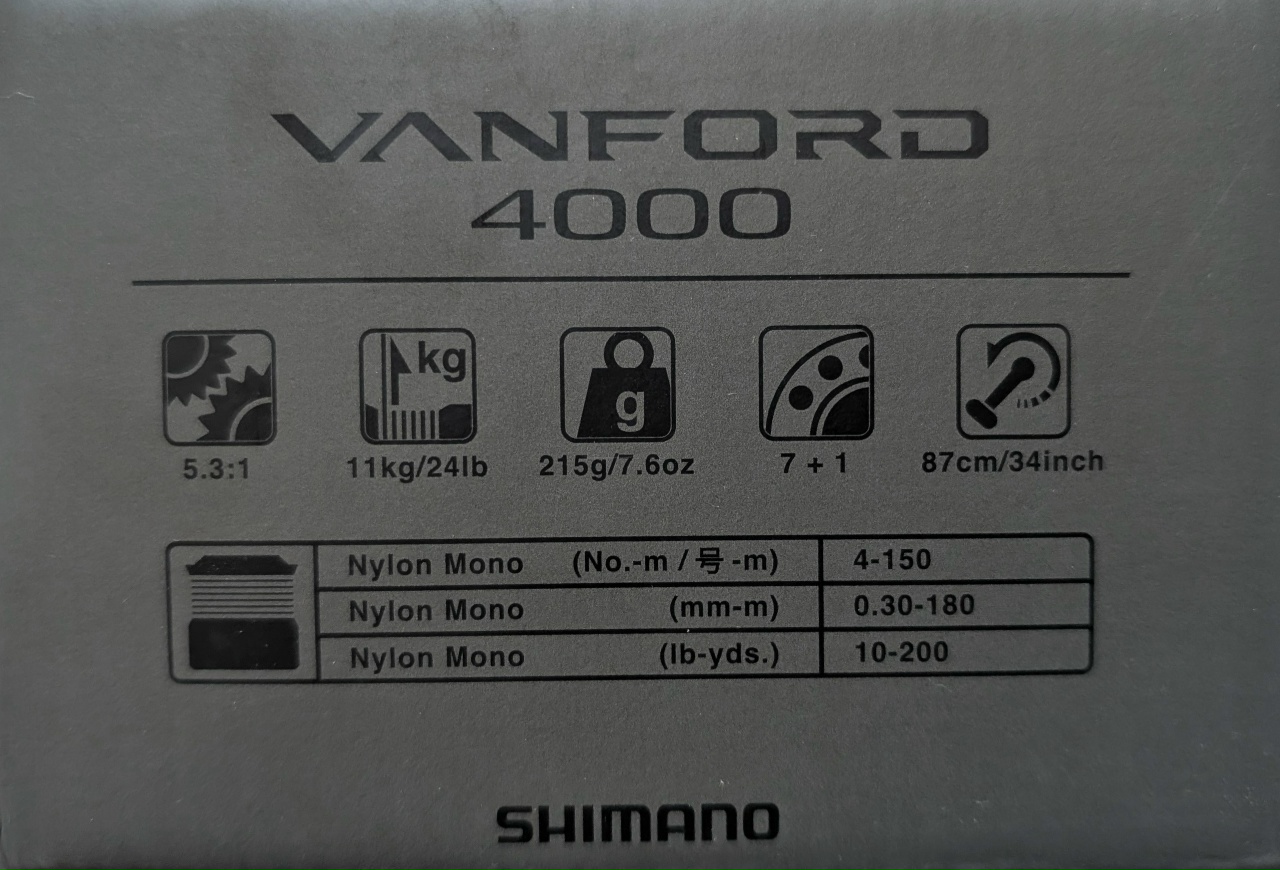 VANFORD
4000
kg
g
5.3:1 11kg/24lb 215g/7.6oz 7 + 1 87cm/34inch
Nylon Mono (No.-m / 号 -m) 4-150
Nylon Mono (mm-m) 0.30-180
Nylon Mono (lb-yds.) 10-200
SHIMANO